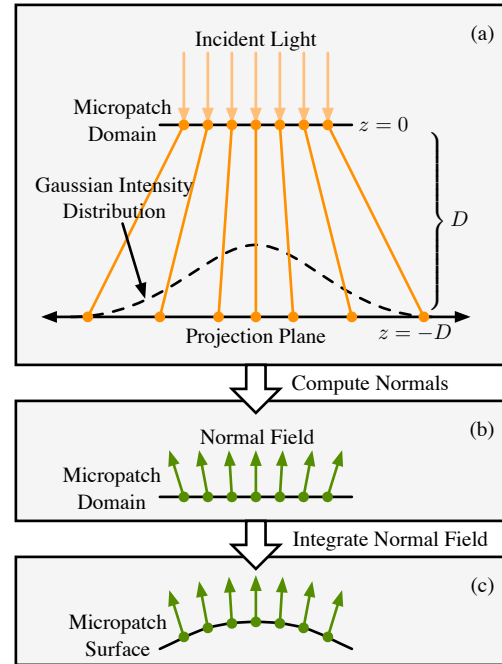 (a)
Incident Light
Micropatch
Domain
z = 0
Gaussian Intensity
Distribution
D
Projection Plane
z = −D
Compute Normals
(b)
Normal Field
Micropatch
Domain
Integrate Normal Field
(c)
Micropatch
Surface